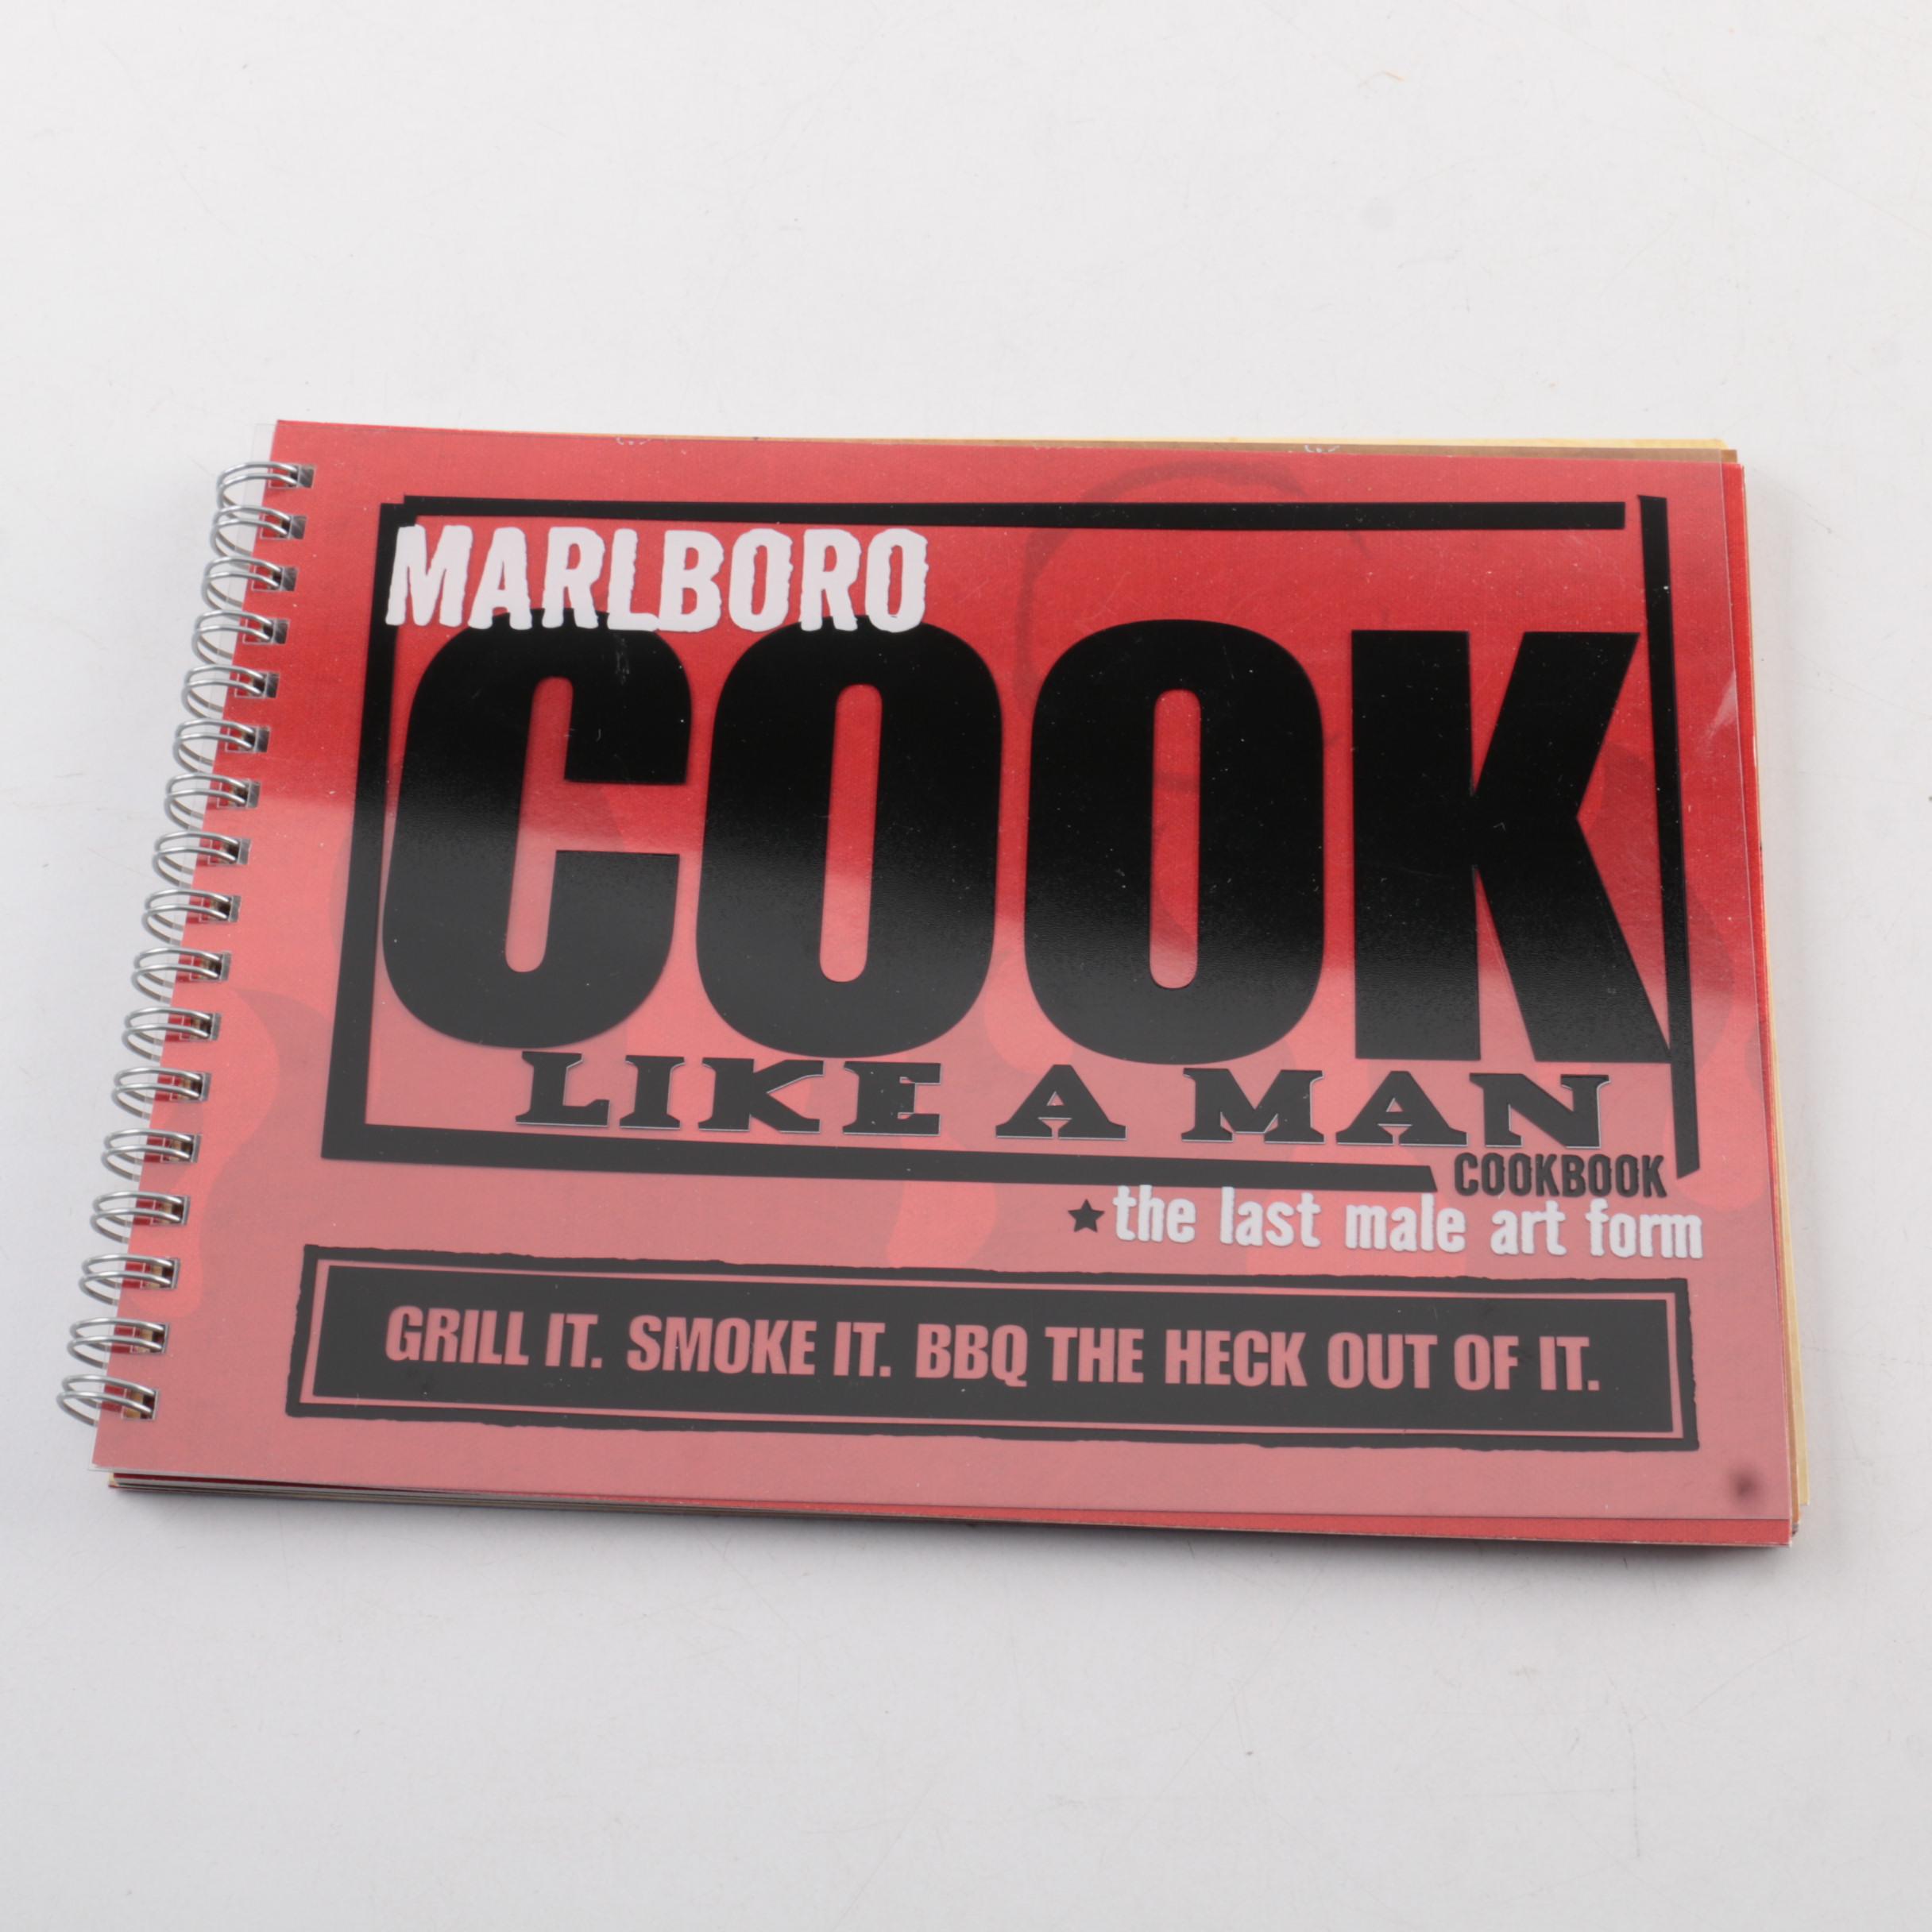 MARLBORO
COOK
LIKE A MAN
COOKBOOK
★the last male art form
GRILL IT. SMOKE IT. BBQ THE HECK OUT OF IT.